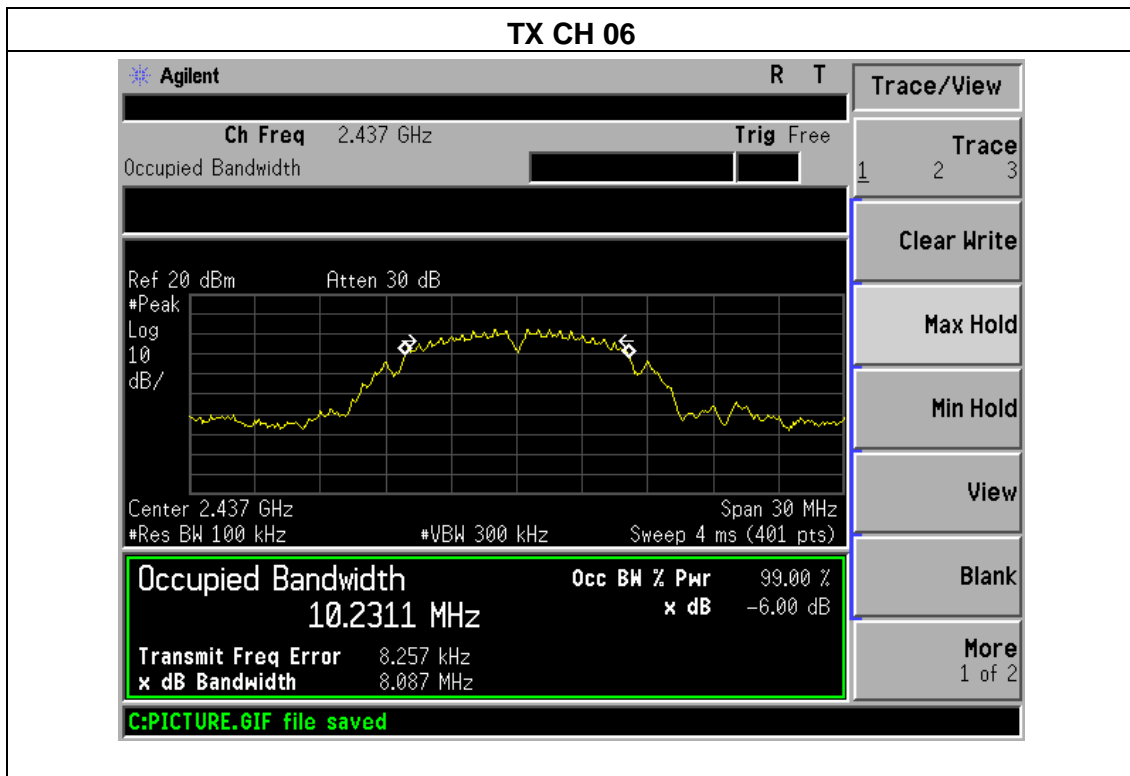 TX CH 06
Agilent R T
Ch Freq 2.437 GHz Trig Free
Occupied Bandwidth
Ref 20 dBm Atten 30 dB
#Peak
Log
10
dB/
Center 2.437 GHz Span 30 MHz
#Res BW 100 kHz #VBW 300 kHz Sweep 4 ms (401 pts)
Occupied Bandwidth
10.2311 MHz
Occ BW % Pwr 99.00 %
x dB -6.00 dB
Transmit Freq Error 8.257 kHz
x dB Bandwidth 8.087 MHz
C:PICTURE.GIF file saved
Trace/View
Trace
1 2 3
Clear Write
Max Hold
Min Hold
View
Blank
More
1 of 2